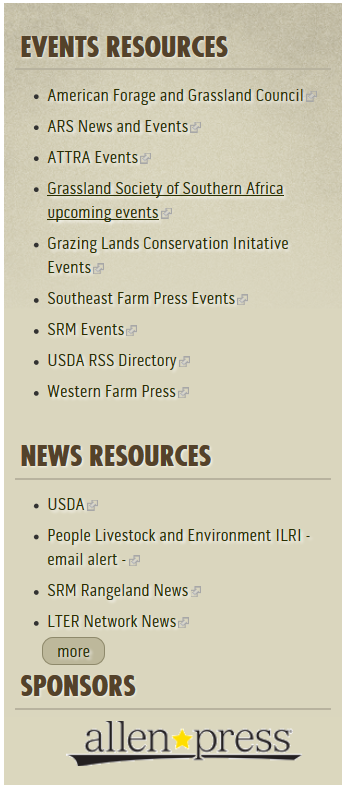 EVENTS RESOURCES
American Forage and Grassland Council
ARS News and Events
ATTRA Events
Grassland Society of Southern Africa
upcoming events
Grazing Lands Conservation Initative
Events
Southeast Farm Press Events
SRM Events
USDA RSS Directory
Western Farm Press
NEWS RESOURCES
USDA
People Livestock and Environment ILRI -
email alert -
SRM Rangeland News
LTER Network News
more
SPONSORS
allen press